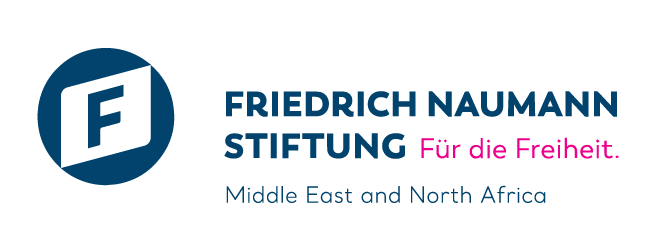 F
FRIEDRICH NAUMANN
STIFTUNG Für die Freiheit.
Middle East and North Africa